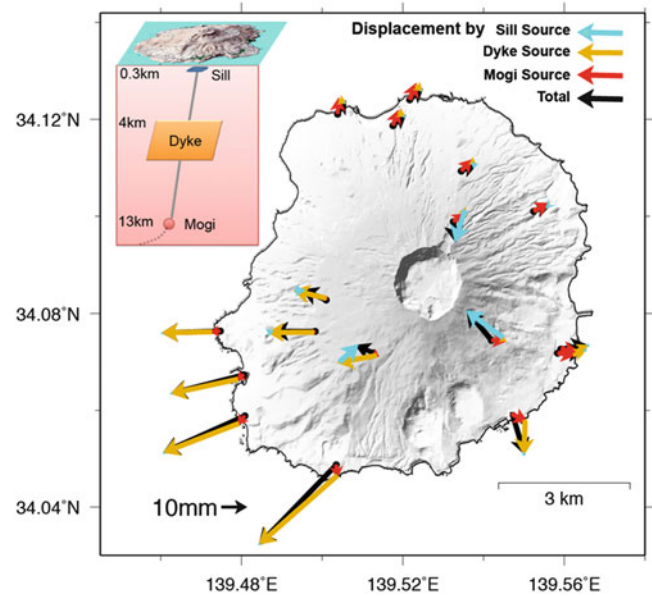 Displacement by Sill Source
Dyke Source
Mogi Source
Total
0.3km
Sill
4km
Dyke
13km
Mogi
34.12°N
34.08°N
34.04°N
10mm
3 km
139.48°E
139.52°E
139.56°E